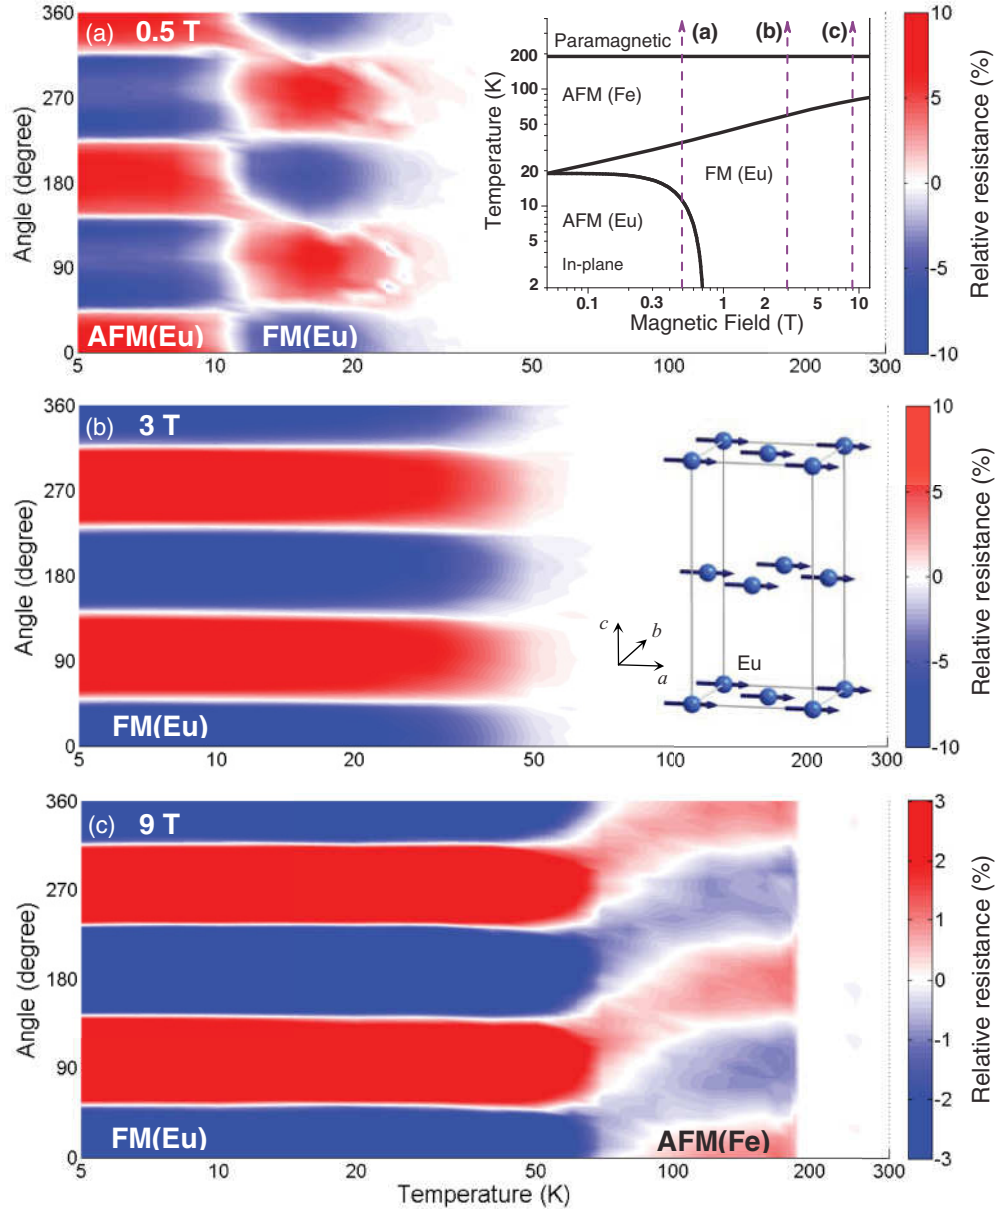 (a) 0.5 T
360
270
180
90
0
Angle (degree)
AFM(Eu) FM(Eu)
5 10 20 100 200 300
Paramagnetic
(a) (b) (c)
AFM (Fe)
FM (Eu)
AFM (Eu)
In-plane
200
100
50
20
10
5
2
Temperature (K)
0.1 0.3 1 2 5 10
Magnetic Field (T)
10
5
0
-5
-10
Relative resistance (%)
(b) 3 T
360
270
180
90
0
Angle (degree)
FM(Eu)
c
b
a
Eu
5 10 20 50 100 200 300
10
5
0
-5
-10
Relative resistance (%)
(c) 9 T
360
270
180
90
0
Angle (degree)
FM(Eu) AFM(Fe)
5 10 20 50 100 200 300
Temperature (K)
3
2
1
0
-1
-2
-3
Relative resistance (%)